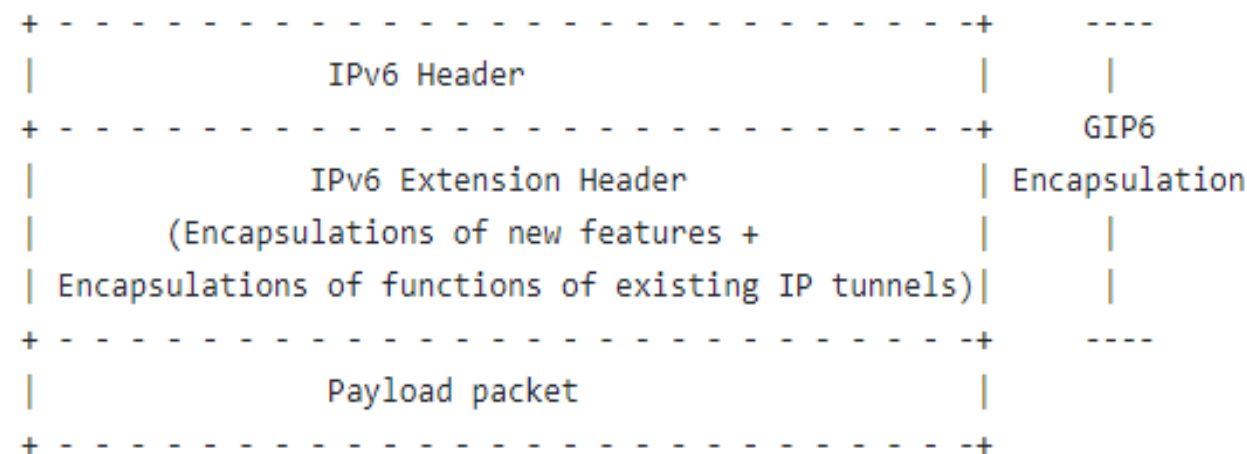 + - - - - - - - - - - - - - - - - - - - - - - - - - -+ ----
| IPv6 Header | |
+ - - - - - - - - - - - - - - - - - - - - - - - - - -+ GIP6
| IPv6 Extension Header | Encapsulation
| (Encapsulations of new features + | |
| Encapsulations of functions of existing IP tunnels)| |
+ - - - - - - - - - - - - - - - - - - - - - - - - - -+ ----
| Payload packet |
+ - - - - - - - - - - - - - - - - - - - - - - - - - -+